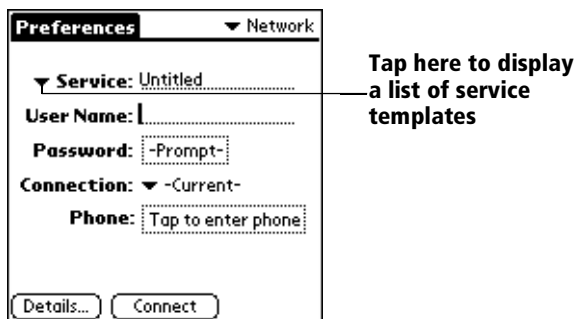 Preferences
Network
Service: Untitled
User Name:
Password: -Prompt-
Connection: -Current-
Phone: Tap to enter phone
Details... Connect
Tap here to display
a list of service
templates